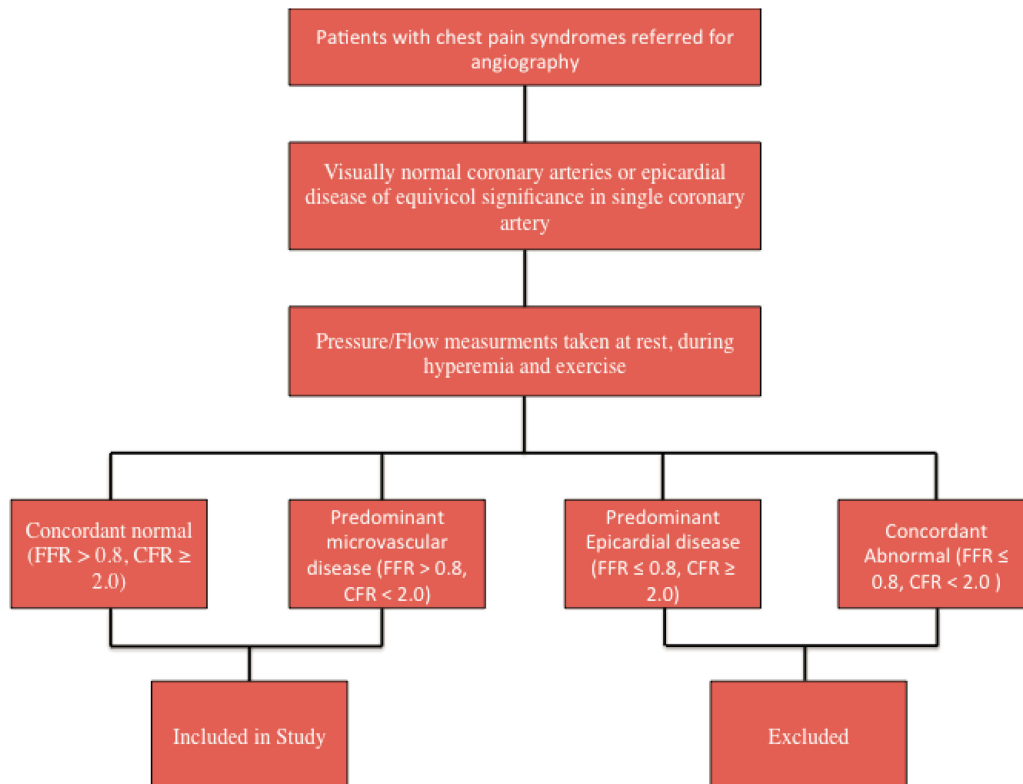 Patients with chest pain syndromes referred for
angiography
Visually normal coronary arteries or epicardial
disease of equivicol significance in single coronary
artery
Pressure/Flow measurments taken at rest, during
hyperemia and exercise
Concordant normal
(FFR > 0.8, CFR ≥
2.0)
Predominant
microvascular
disease (FFR > 0.8,
CFR < 2.0)
Predominant
Epicardial disease
(FFR ≤ 0.8, CFR ≥
2.0)
Concordant
Abnormal (FFR ≤
0.8, CFR < 2.0 )
Included in Study
Excluded